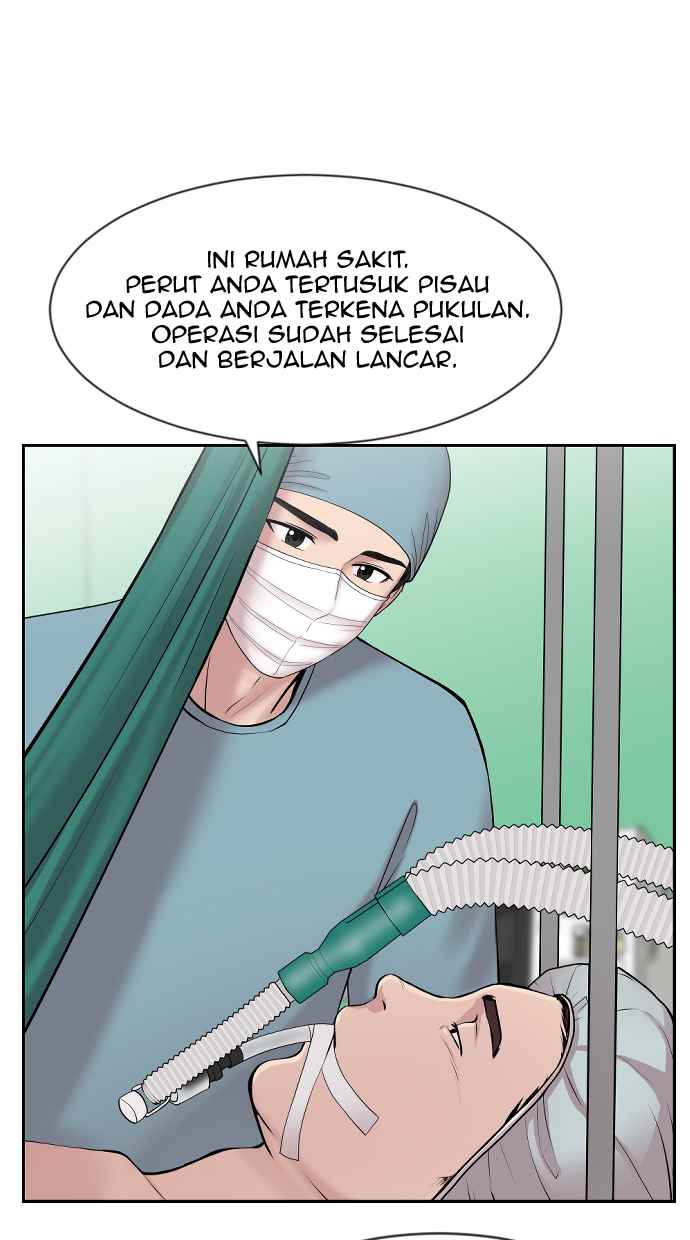 INI RUMAH SAKIT.
PERUT ANDA TERTUSUK PISAU
DAN DADA ANDA TERKENA PUKULAN.
OPERASI SUDAH SELESAI
DAN BERJALAN LANCAR.